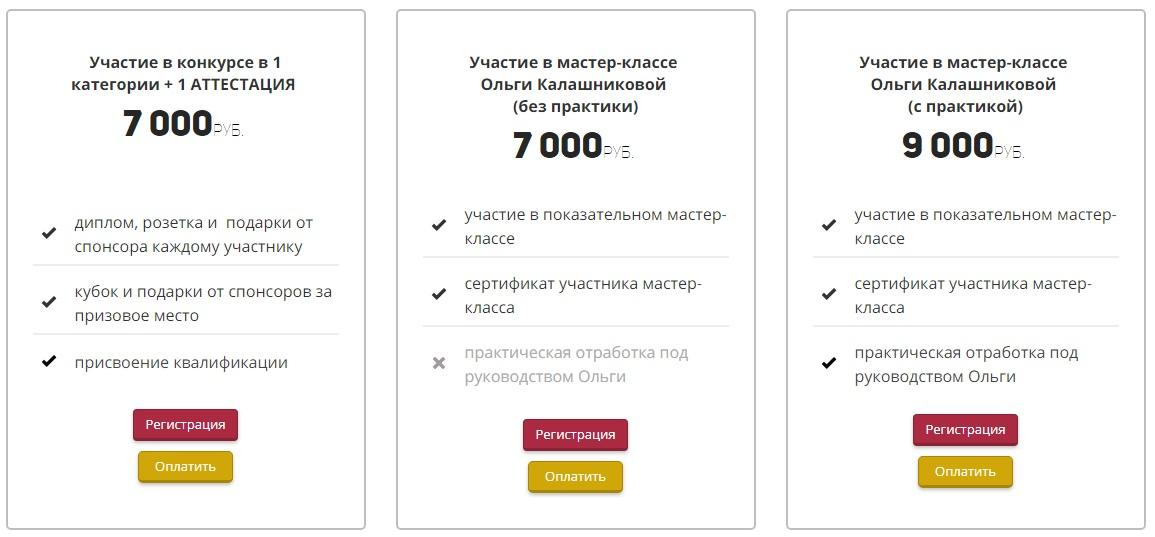 Участие в конкурсе в 1
категории + 1 АТТЕСТАЦИЯ
7 000РУБ.
диплом, розетка и подарки от
спонсора каждому участнику
кубок и подарки от спонсоров за
призовое место
присвоение квалификации
Регистрация
Оплатить
Участие в мастер-классе
Ольги Калашниковой
(без практики)
7 000РУБ.
участие в показательном мастер-
классе
сертификат участника мастер-
класса
практическая отработка под
руководством Ольги
Регистрация
Оплатить
Участие в мастер-классе
Ольги Калашниковой
(с практикой)
9 000РУБ.
участие в показательном мастер-
классе
сертификат участника мастер-
класса
практическая отработка под
руководством Ольги
Регистрация
Оплатить